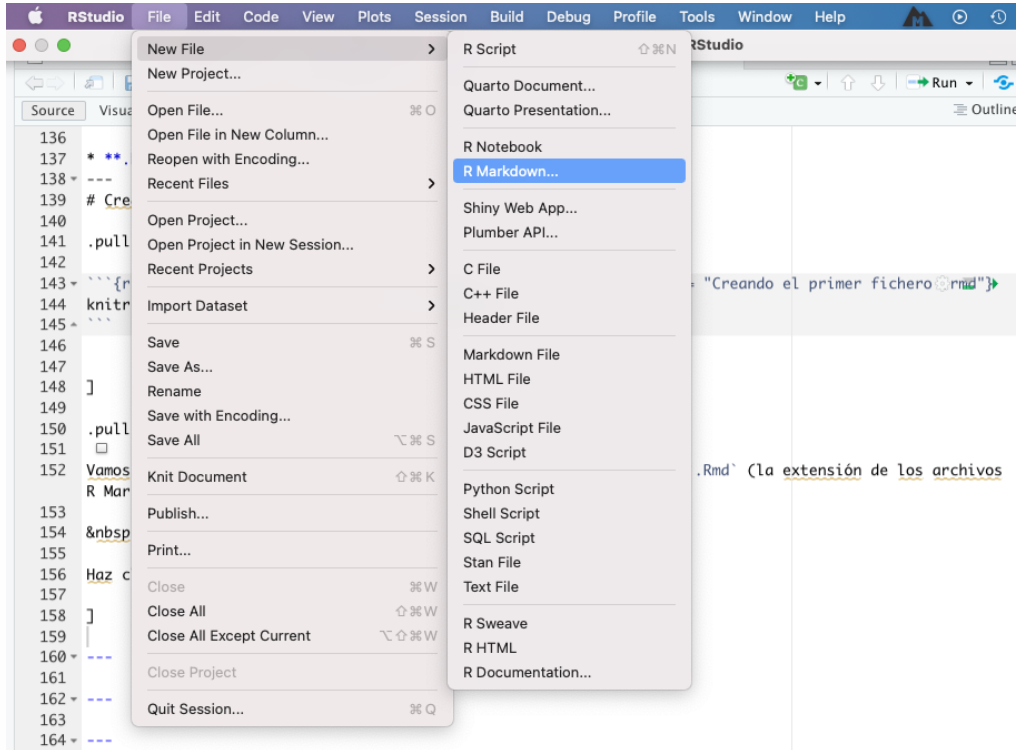 RStudio File Edit Code View Plots Session Build Debug Profile Tools Window Help
RStudio
Run
Source Visua
Outline
New File
New Project...
Open File... ⌘ O
Open File in New Column...
Reopen with Encoding...
Recent Files
Open Project...
Open Project in New Session...
Recent Projects
Import Dataset
Save ⌘ S
Save As...
Rename
Save with Encoding...
Save All ⌥ ⌘ S
Knit Document ⇧ ⌘ K
Publish...
Print...
Close ⌘ W
Close All ⇧ ⌘ W
Close All Except Current ⌥ ⇧ ⌘ W
Close Project
Quit Session... ⌘ Q
R Script ⇧ ⌘ N
Quarto Document...
Quarto Presentation...
R Notebook
R Markdown...
Shiny Web App...
Plumber API...
C File
C++ File
Header File
Markdown File
HTML File
CSS File
JavaScript File
D3 Script
Python Script
Shell Script
SQL Script
Stan File
Text File
R Sweave
R HTML
R Documentation...
136
137 * **.
138 ---
139 # Cre
140
141 .pull
142
143 ```{r = "Creando el primer fichero rmd"}
144 knitr
145 ```
146
147
148 ]
149
150 .pull
151
152 Vamos .Rmd` (la extensión de los archivos
R Mar
153
154 &nbsp
155
156 Haz c
157
158 ]
159
160 ---
161
162 ---
163
164 ---